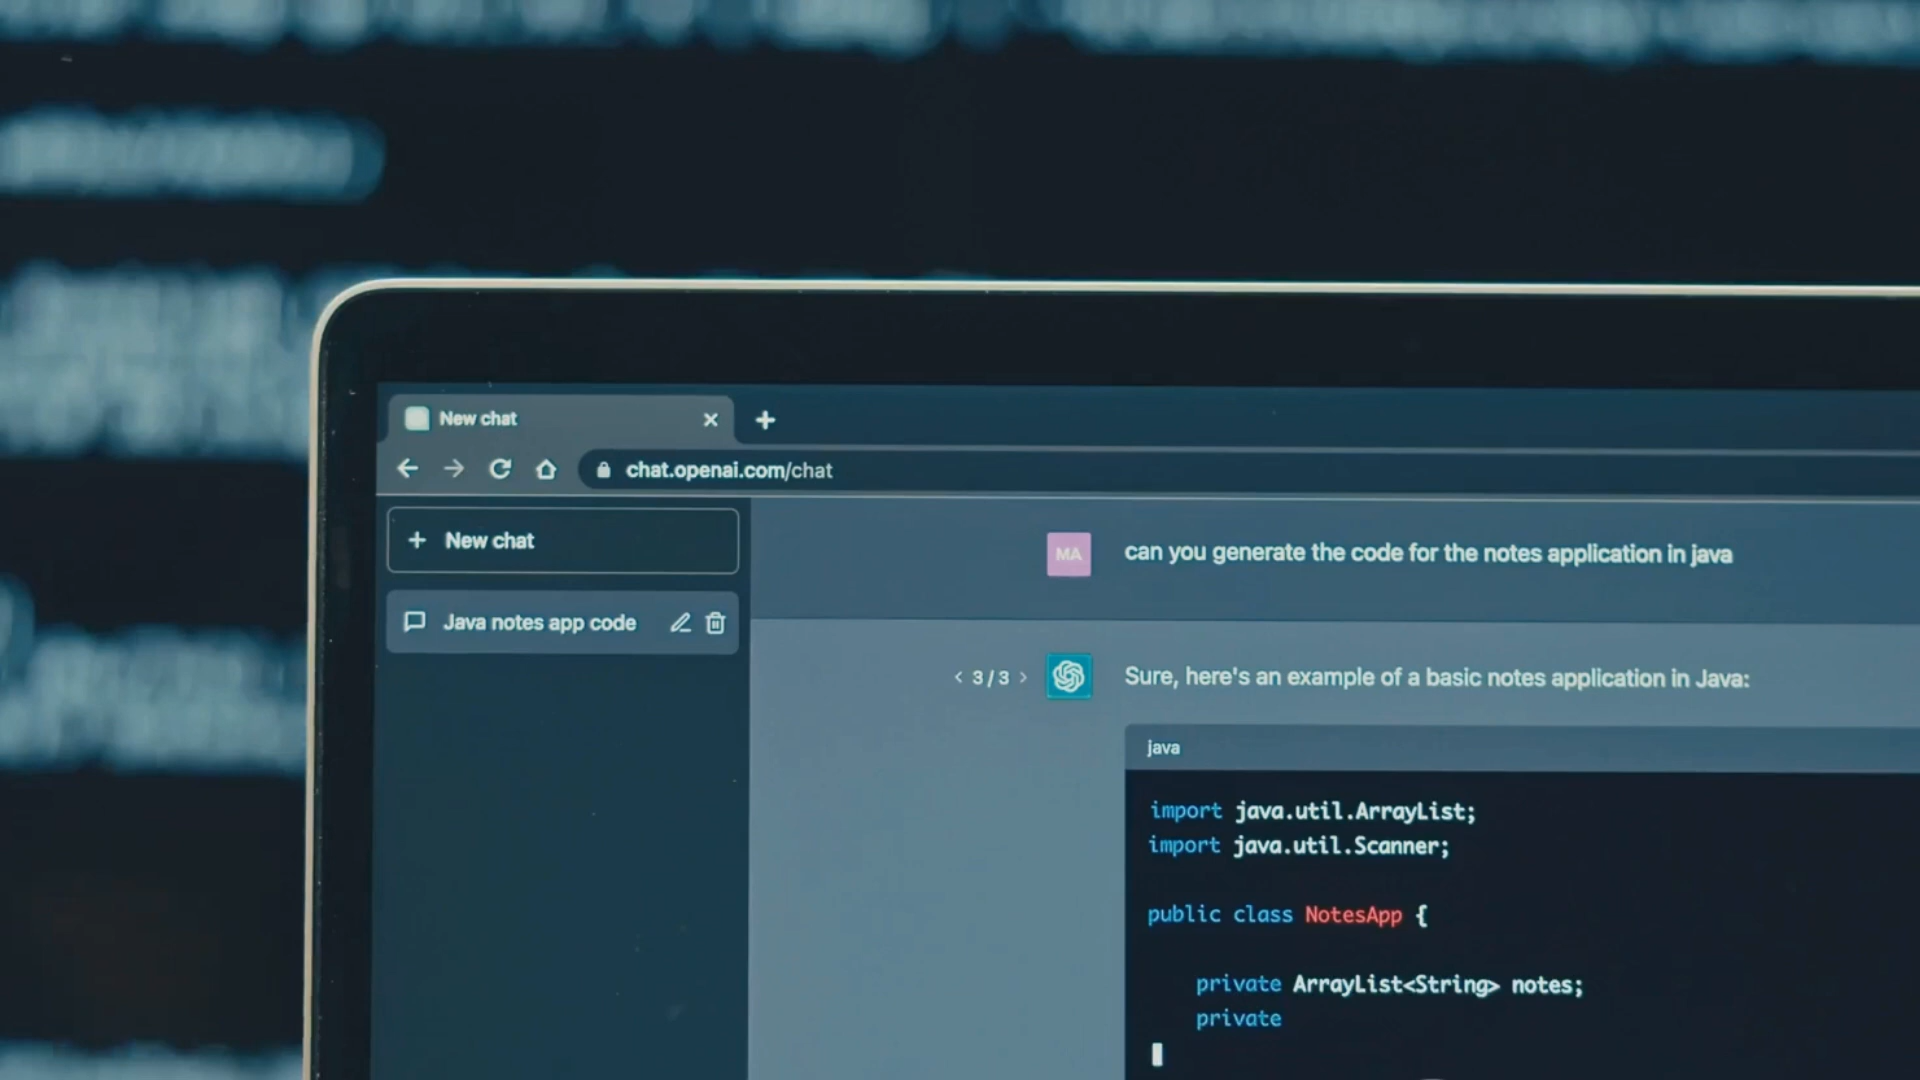 New chat
chat.openai.com/chat
New chat
Java notes app code
MA
can you generate the code for the notes application in java
3/3
Sure, here's an example of a basic notes application in Java:
java
import java.util.ArrayList;
import java.util.Scanner;
public class NotesApp {
private ArrayList<String> notes;
private